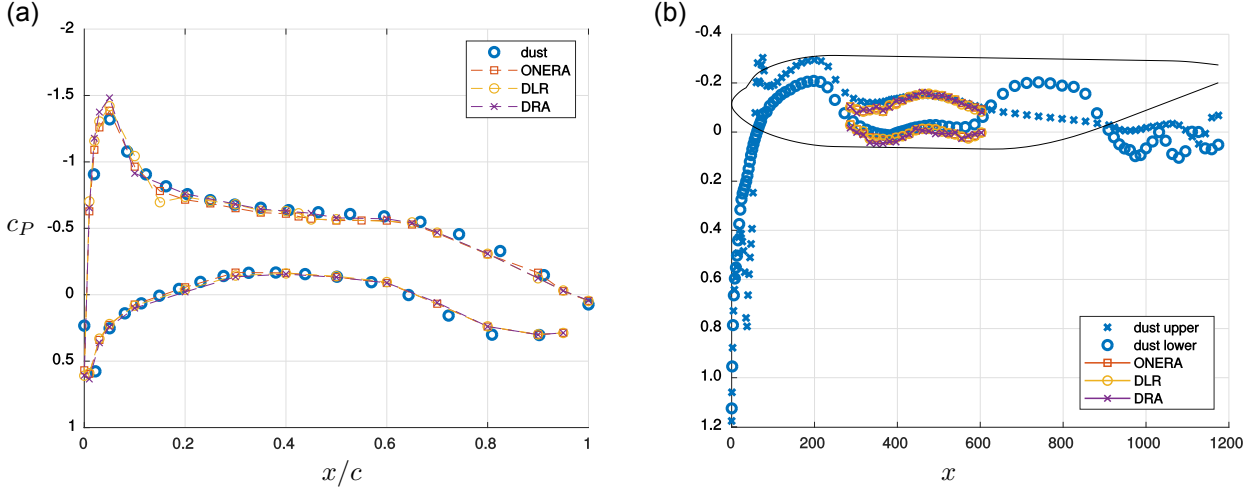 (a)
-2
-1.5
-1
-0.5
0
0.5
1
c_P
0 0.2 0.4 0.6 0.8 1
x/c
dust
ONERA
DLR
DRA
(b)
-0.4
-0.2
0
0.2
0.4
0.6
0.8
1.0
1.2
0 200 400 600 800 1000 1200
x
dust upper
dust lower
ONERA
DLR
DRA